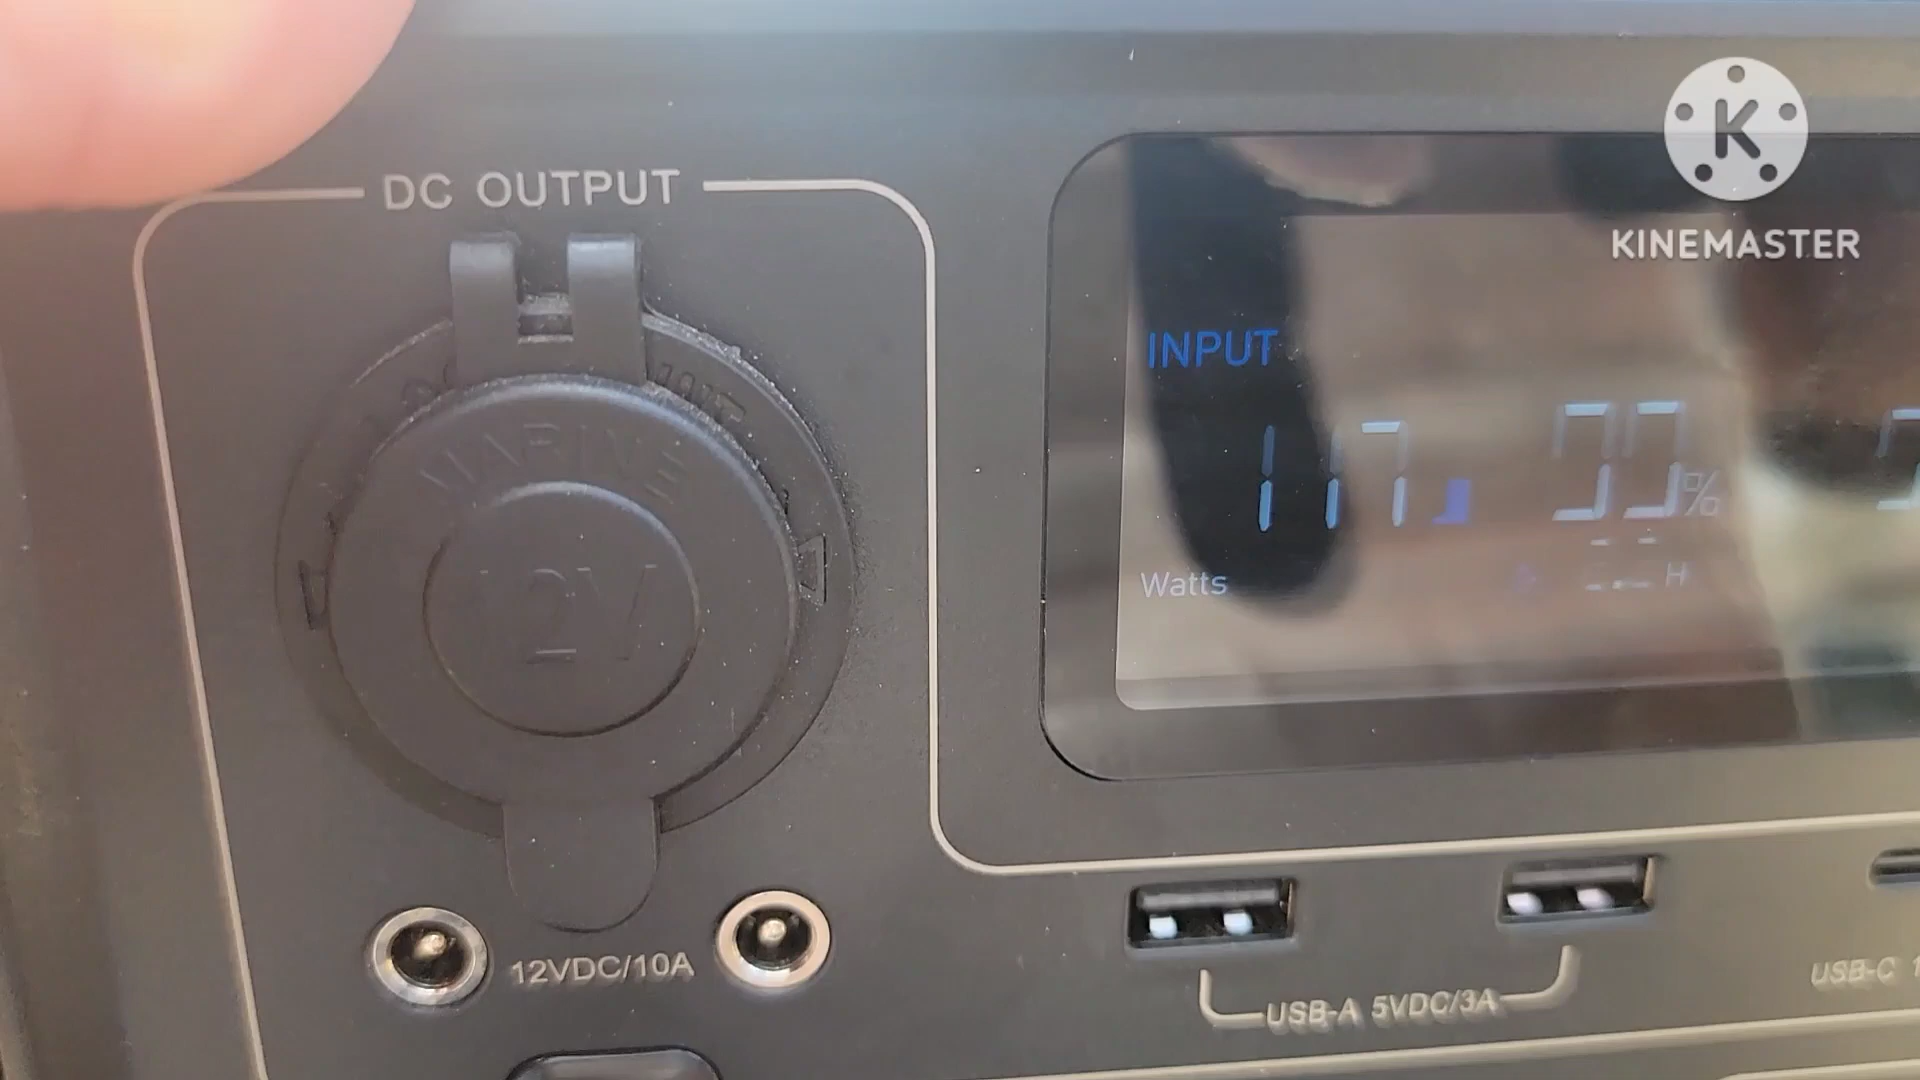 K
KINEMASTER
DC OUTPUT
INPUT
MARINE
12V
%
Watts
H
12VDC/10A
USB-A 5VDC/3A
USB-C